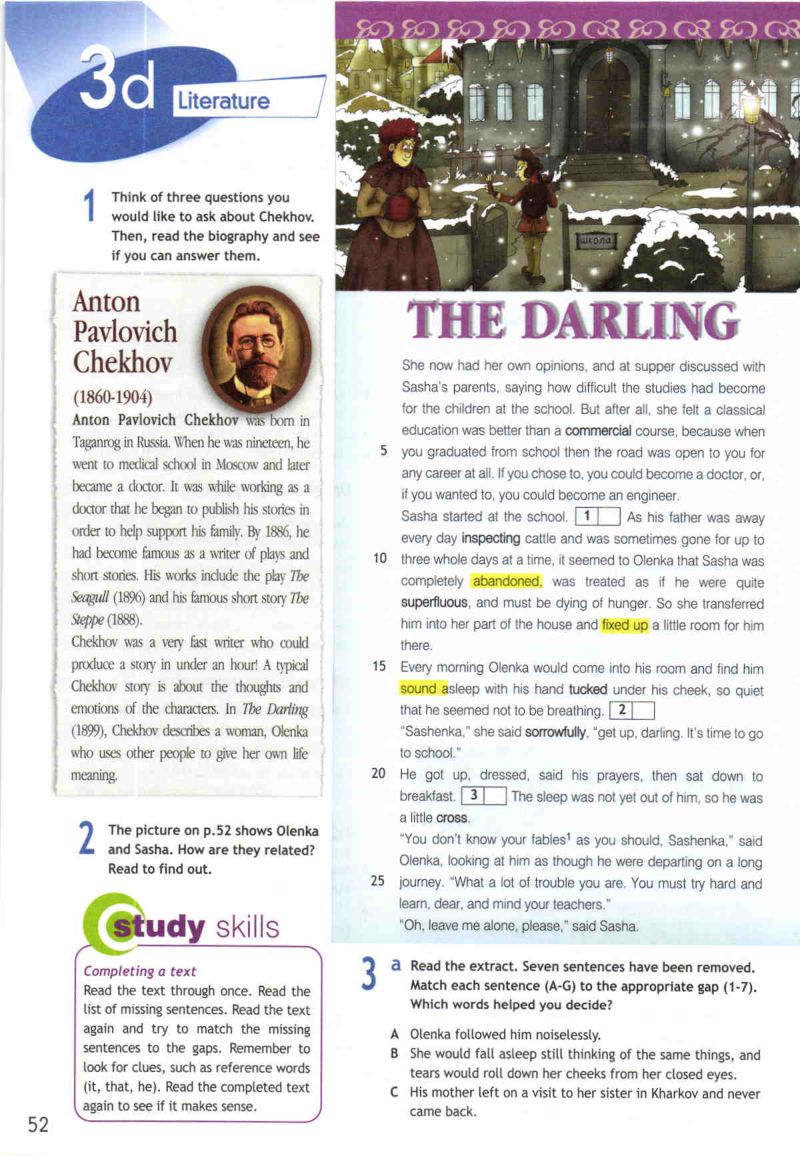 3d
Literature
1
Think of three questions you
would like to ask about Chekhov.
Then, read the biography and see
if you can answer them.
Anton
Pavlovich
Chekhov
(1860-1904)
Anton Pavlovich Chekhov was born in
Taganrog in Russia. When he was nineteen, he
went to medical school in Moscow and later
became a doctor. It was while working as a
doctor that he began to publish his stories in
order to help support his family. By 1886, he
had become famous as a writer of plays and
short stories. His works include the play The
Seagull (1896) and his famous short story The
Steppe (1888).
Chekhov was a very fast writer who could
produce a story in under an hour! A typical
Chekhov story is about the thoughts and
emotions of the characters. In The Darling
(1899), Chekhov describes a woman, Olenka
who uses other people to give her own life
meaning.
2
The picture on p.52 shows Olenka
and Sasha. How are they related?
Read to find out.
study skills
Completing a text
Read the text through once. Read the
list of missing sentences. Read the text
again and try to match the missing
sentences to the gaps. Remember to
look for clues, such as reference words
(it, that, he). Read the completed text
again to see if it makes sense.
52
школа
THE DARLING
She now had her own opinions, and at supper discussed with
Sasha's parents, saying how difficult the studies had become
for the children at the school. But after all, she felt a classical
education was better than a commercial course, because when
5 you graduated from school then the road was open to you for
any career at all. If you chose to, you could become a doctor, or,
if you wanted to, you could become an engineer.
Sasha started at the school. 1 As his father was away
every day inspecting cattle and was sometimes gone for up to
10 three whole days at a time, it seemed to Olenka that Sasha was
completely abandoned, was treated as if he were quite
superfluous, and must be dying of hunger. So she transferred
him into her part of the house and fixed up a little room for him
there.
15 Every morning Olenka would come into his room and find him
sound asleep with his hand tucked under his cheek, so quiet
that he seemed not to be breathing. 2
"Sashenka," she said sorrowfully, "get up, darling. It's time to go
to school."
20 He got up, dressed, said his prayers, then sat down to
breakfast. 3 The sleep was not yet out of him, so he was
a little cross.
"You don't know your fables¹ as you should, Sashenka," said
Olenka, looking at him as though he were departing on a long
25 journey. "What a lot of trouble you are. You must try hard and
learn, dear, and mind your teachers."
"Oh, leave me alone, please," said Sasha.
3
a Read the extract. Seven sentences have been removed.
Match each sentence (A-G) to the appropriate gap (1-7).
Which words helped you decide?
A Olenka followed him noiselessly.
B She would fall asleep still thinking of the same things, and
tears would roll down her cheeks from her closed eyes.
C His mother left on a visit to her sister in Kharkov and never
came back.